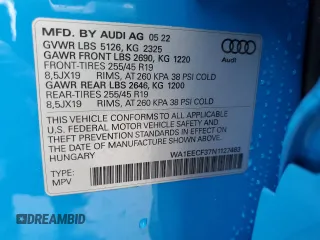 MFD. BY AUDI AG 05 22
GVWR LBS 5126, KG 2325
GAWR FRONT LBS 2690, KG 1220
FRONT-TIRES 255/45 R19
8,5JX19 RIMS, AT 260 KPA 38 PSI COLD
GAWR REAR LBS 2646, KG 1200
REAR-TIRES 255/45 R19
8,5JX19 RIMS, AT 260 KPA 38 PSI COLD
THIS VEHICLE CONFORMS TO ALL APPLICABLE
U.S. FEDERAL MOTOR VEHICLE SAFETY
BUMPER AND THEFT PREVENTION
STANDARDS IN EFFECT ON THE DATE OF
MANUFACTURE SHOWN ABOVE
HUNGARY
TYPE:
MPV
DREAMBID